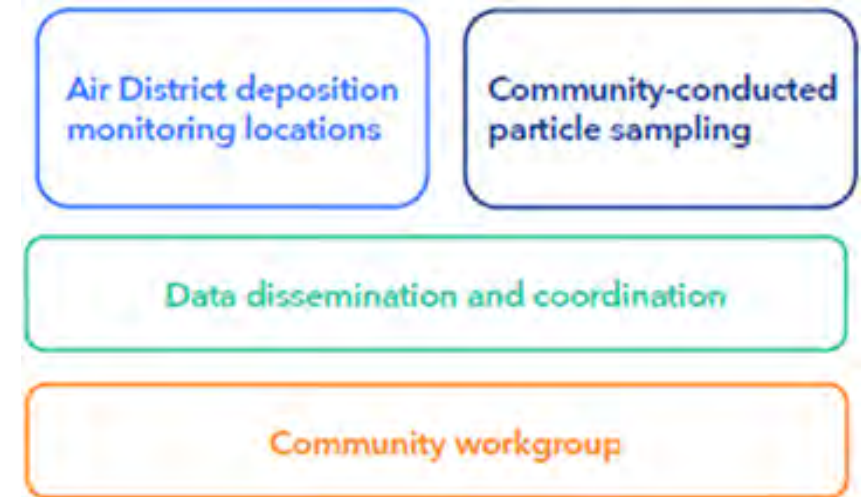 Air District deposition
monitoring locations
Community-conducted
particle sampling
Data dissemination and coordination
Community workgroup